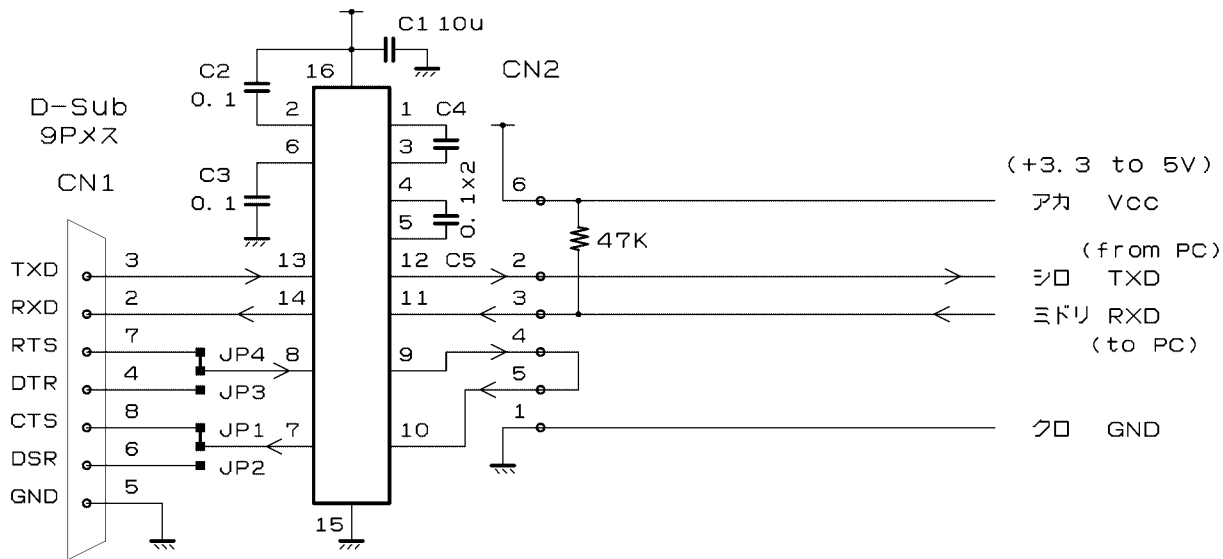 C1 10u
16
C2
0.1
CN2
D-Sub
9Pメス
2
1
C4
6
3
(+3.3 to 5V)
C3
0.1
4
0.1x2
6
アカ Vcc
CN1
5
47K
(from PC)
TXD
3
13
12
C5
2
シロ TXD
RXD
2
14
11
3
ミドリ RXD
(to PC)
RTS
7
JP4
8
9
4
DTR
4
JP3
5
CTS
8
JP1
7
10
1
クロ GND
DSR
6
JP2
GND
5
15